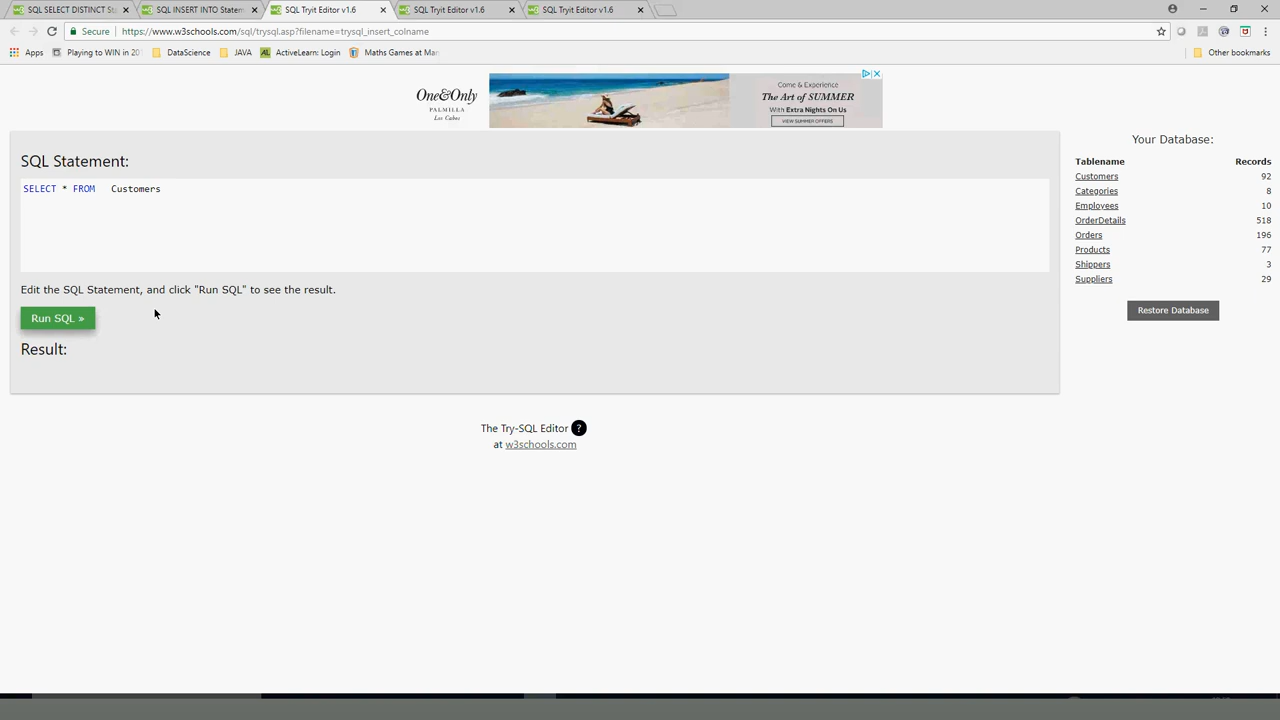 SQL SELECT DISTINCT St
SQL INSERT INTO Statem
SQL Tryit Editor v1.6
SQL Tryit Editor v1.6
SQL Tryit Editor v1.6
Secure https://www.w3schools.com/sql/trysql.asp?filename=trysql_insert_colname
Apps Playing to WIN in 20 DataScience JAVA AL ActiveLearn: Login Maths Games at Mar Other bookmarks
One&Only
PALMILLA
Los Cabos
Come & Experience
The Art of SUMMER
With Extra Nights On Us
VIEW SUMMER OFFERS
SQL Statement:
SELECT * FROM Customers
Edit the SQL Statement, and click "Run SQL" to see the result.
Run SQL »
Result:
The Try-SQL Editor ?
at w3schools.com
Your Database:
Tablename Records
Customers 92
Categories 8
Employees 10
OrderDetails 518
Orders 196
Products 77
Shippers 3
Suppliers 29
Restore Database